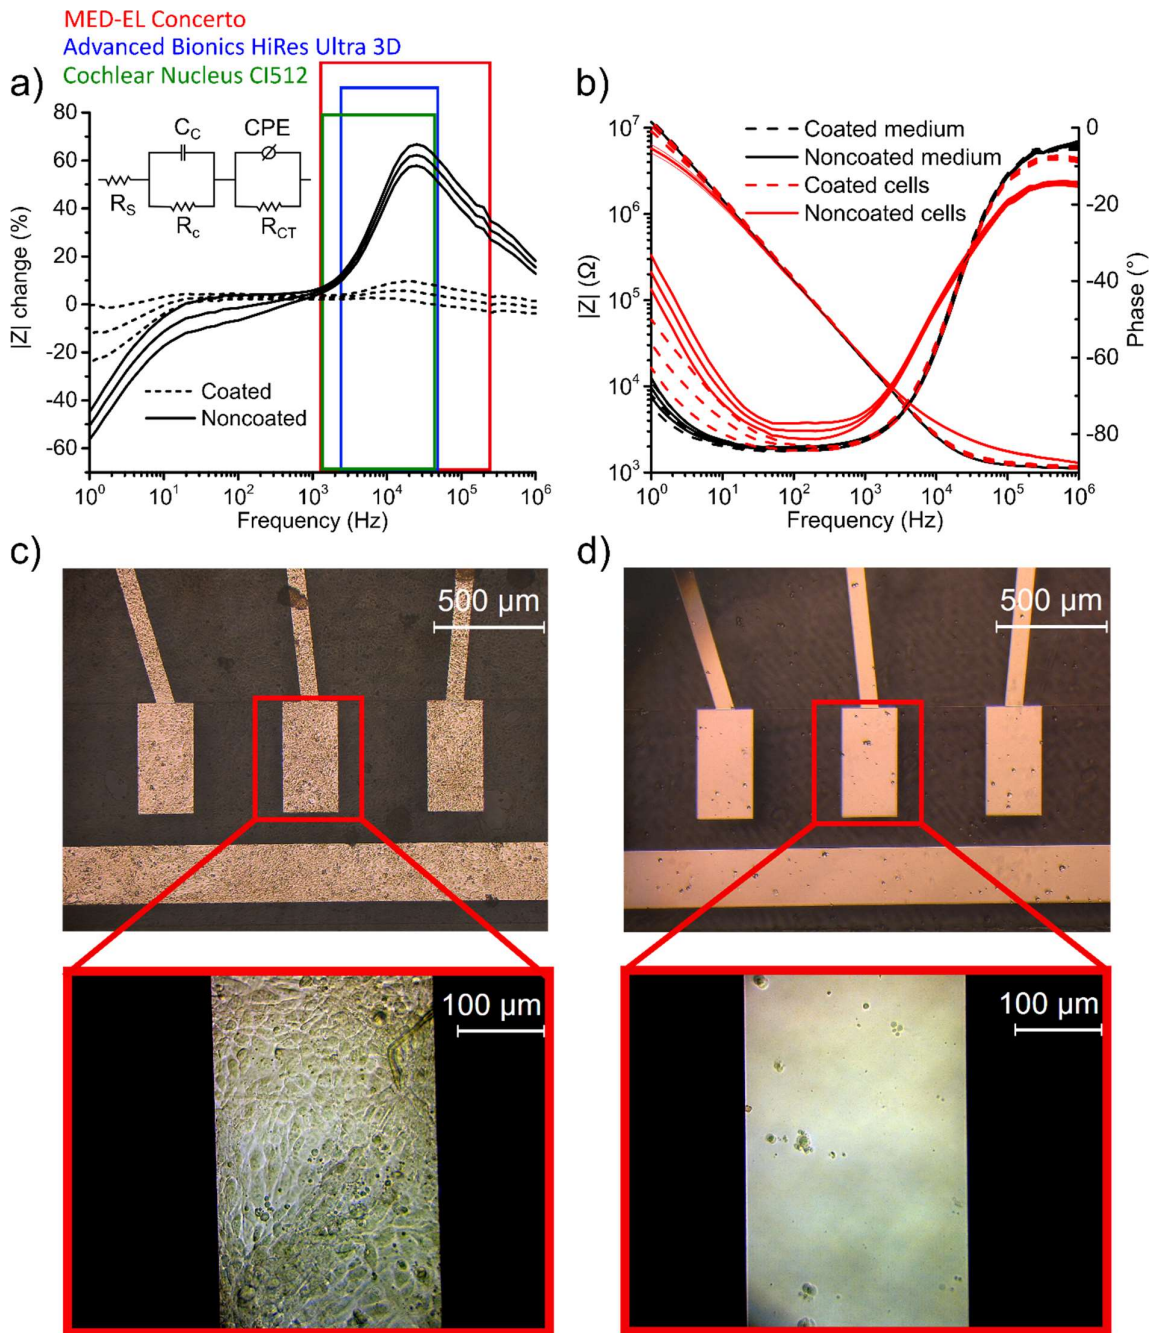 MED-EL Concerto
Advanced Bionics HiRes Ultra 3D
Cochlear Nucleus CI512
a)
80
60
40
20
0
-20
-40
-60
|Z| change (%)
C_C
CPE
R_S
R_c
R_CT
Coated
Noncoated
10^0
10^1
10^2
10^3
10^4
10^5
10^6
Frequency (Hz)
b)
10^7
10^6
10^5
10^4
10^3
|Z| (Ω)
Coated medium
Noncoated medium
Coated cells
Noncoated cells
0
-20
-40
-60
-80
Phase (°)
10^0
10^1
10^2
10^3
10^4
10^5
10^6
Frequency (Hz)
c)
500 µm
100 µm
d)
500 µm
100 µm